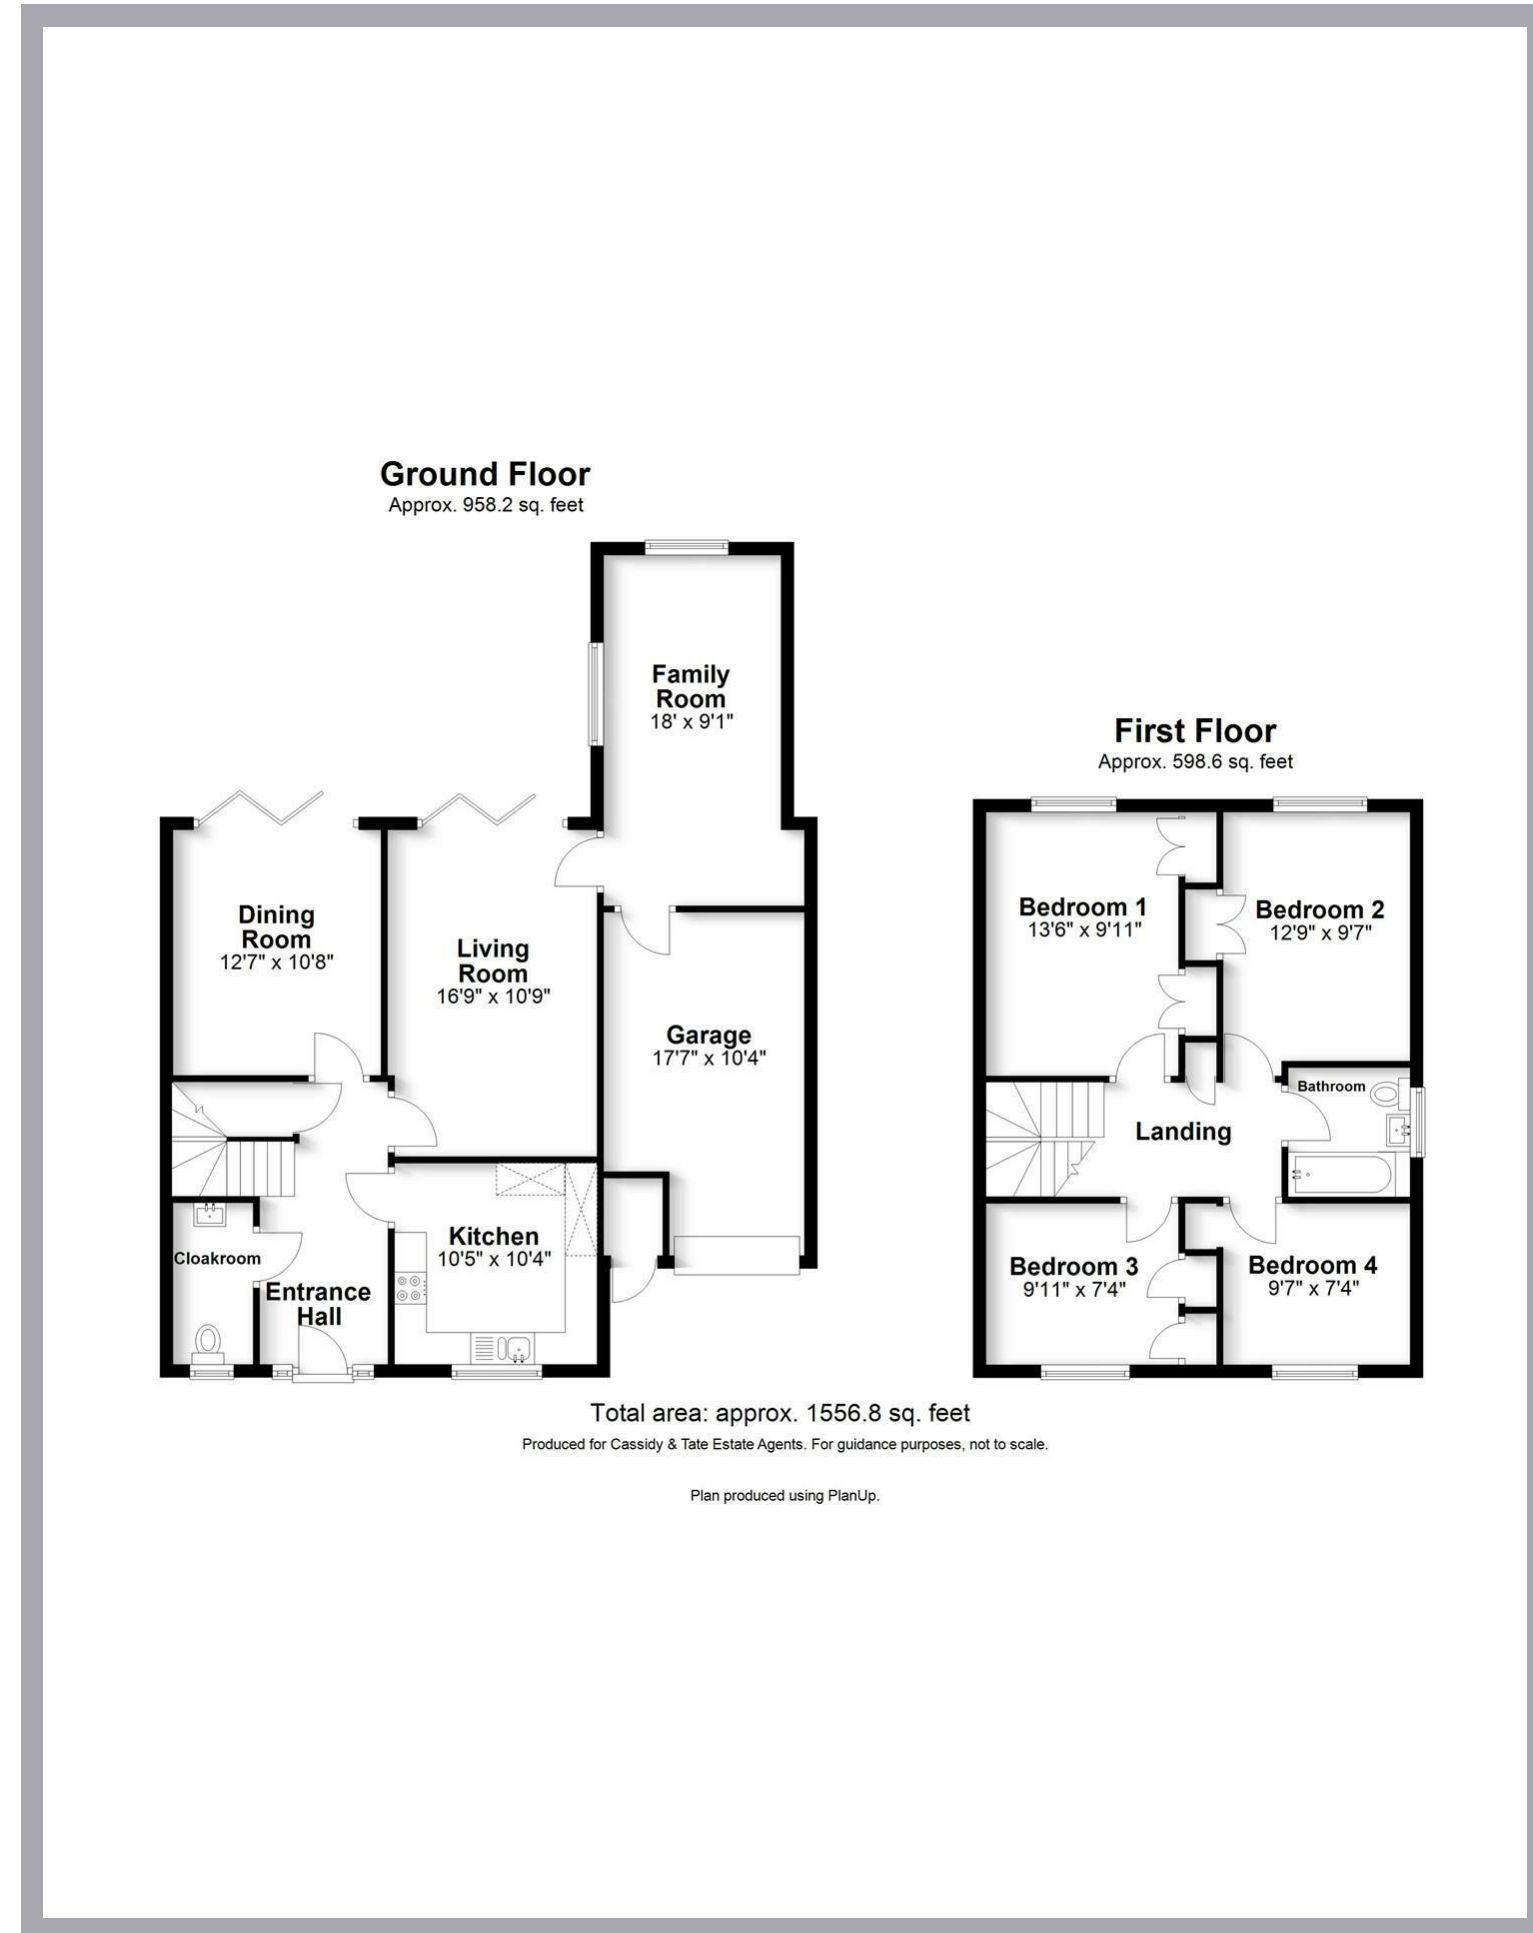 Ground Floor
Approx. 958.2 sq. feet
Family
Room
18' x 9'1"
Dining
Room
12'7" x 10'8"
Living
Room
16'9" x 10'9"
Garage
17'7" x 10'4"
Kitchen
10'5" x 10'4"
Cloakroom
Entrance
Hall
First Floor
Approx. 598.6 sq. feet
Bedroom 1
13'6" x 9'11"
Bedroom 2
12'9" x 9'7"
Bathroom
Landing
Bedroom 3
9'11" x 7'4"
Bedroom 4
9'7" x 7'4"
Total area: approx. 1556.8 sq. feet
Produced for Cassidy & Tate Estate Agents. For guidance purposes, not to scale.
Plan produced using PlanUp.